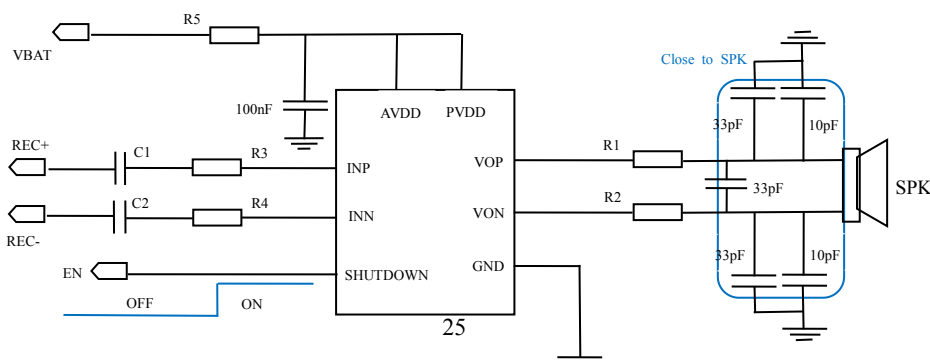 R5
VBAT
Close to SPK
100nF
AVDD PVDD
33pF 10pF
REC+ C1 R3 INP VOP R1
33pF SPK
REC- C2 R4 INN VON R2
33pF 10pF
EN SHUTDOWN GND
OFF ON
25